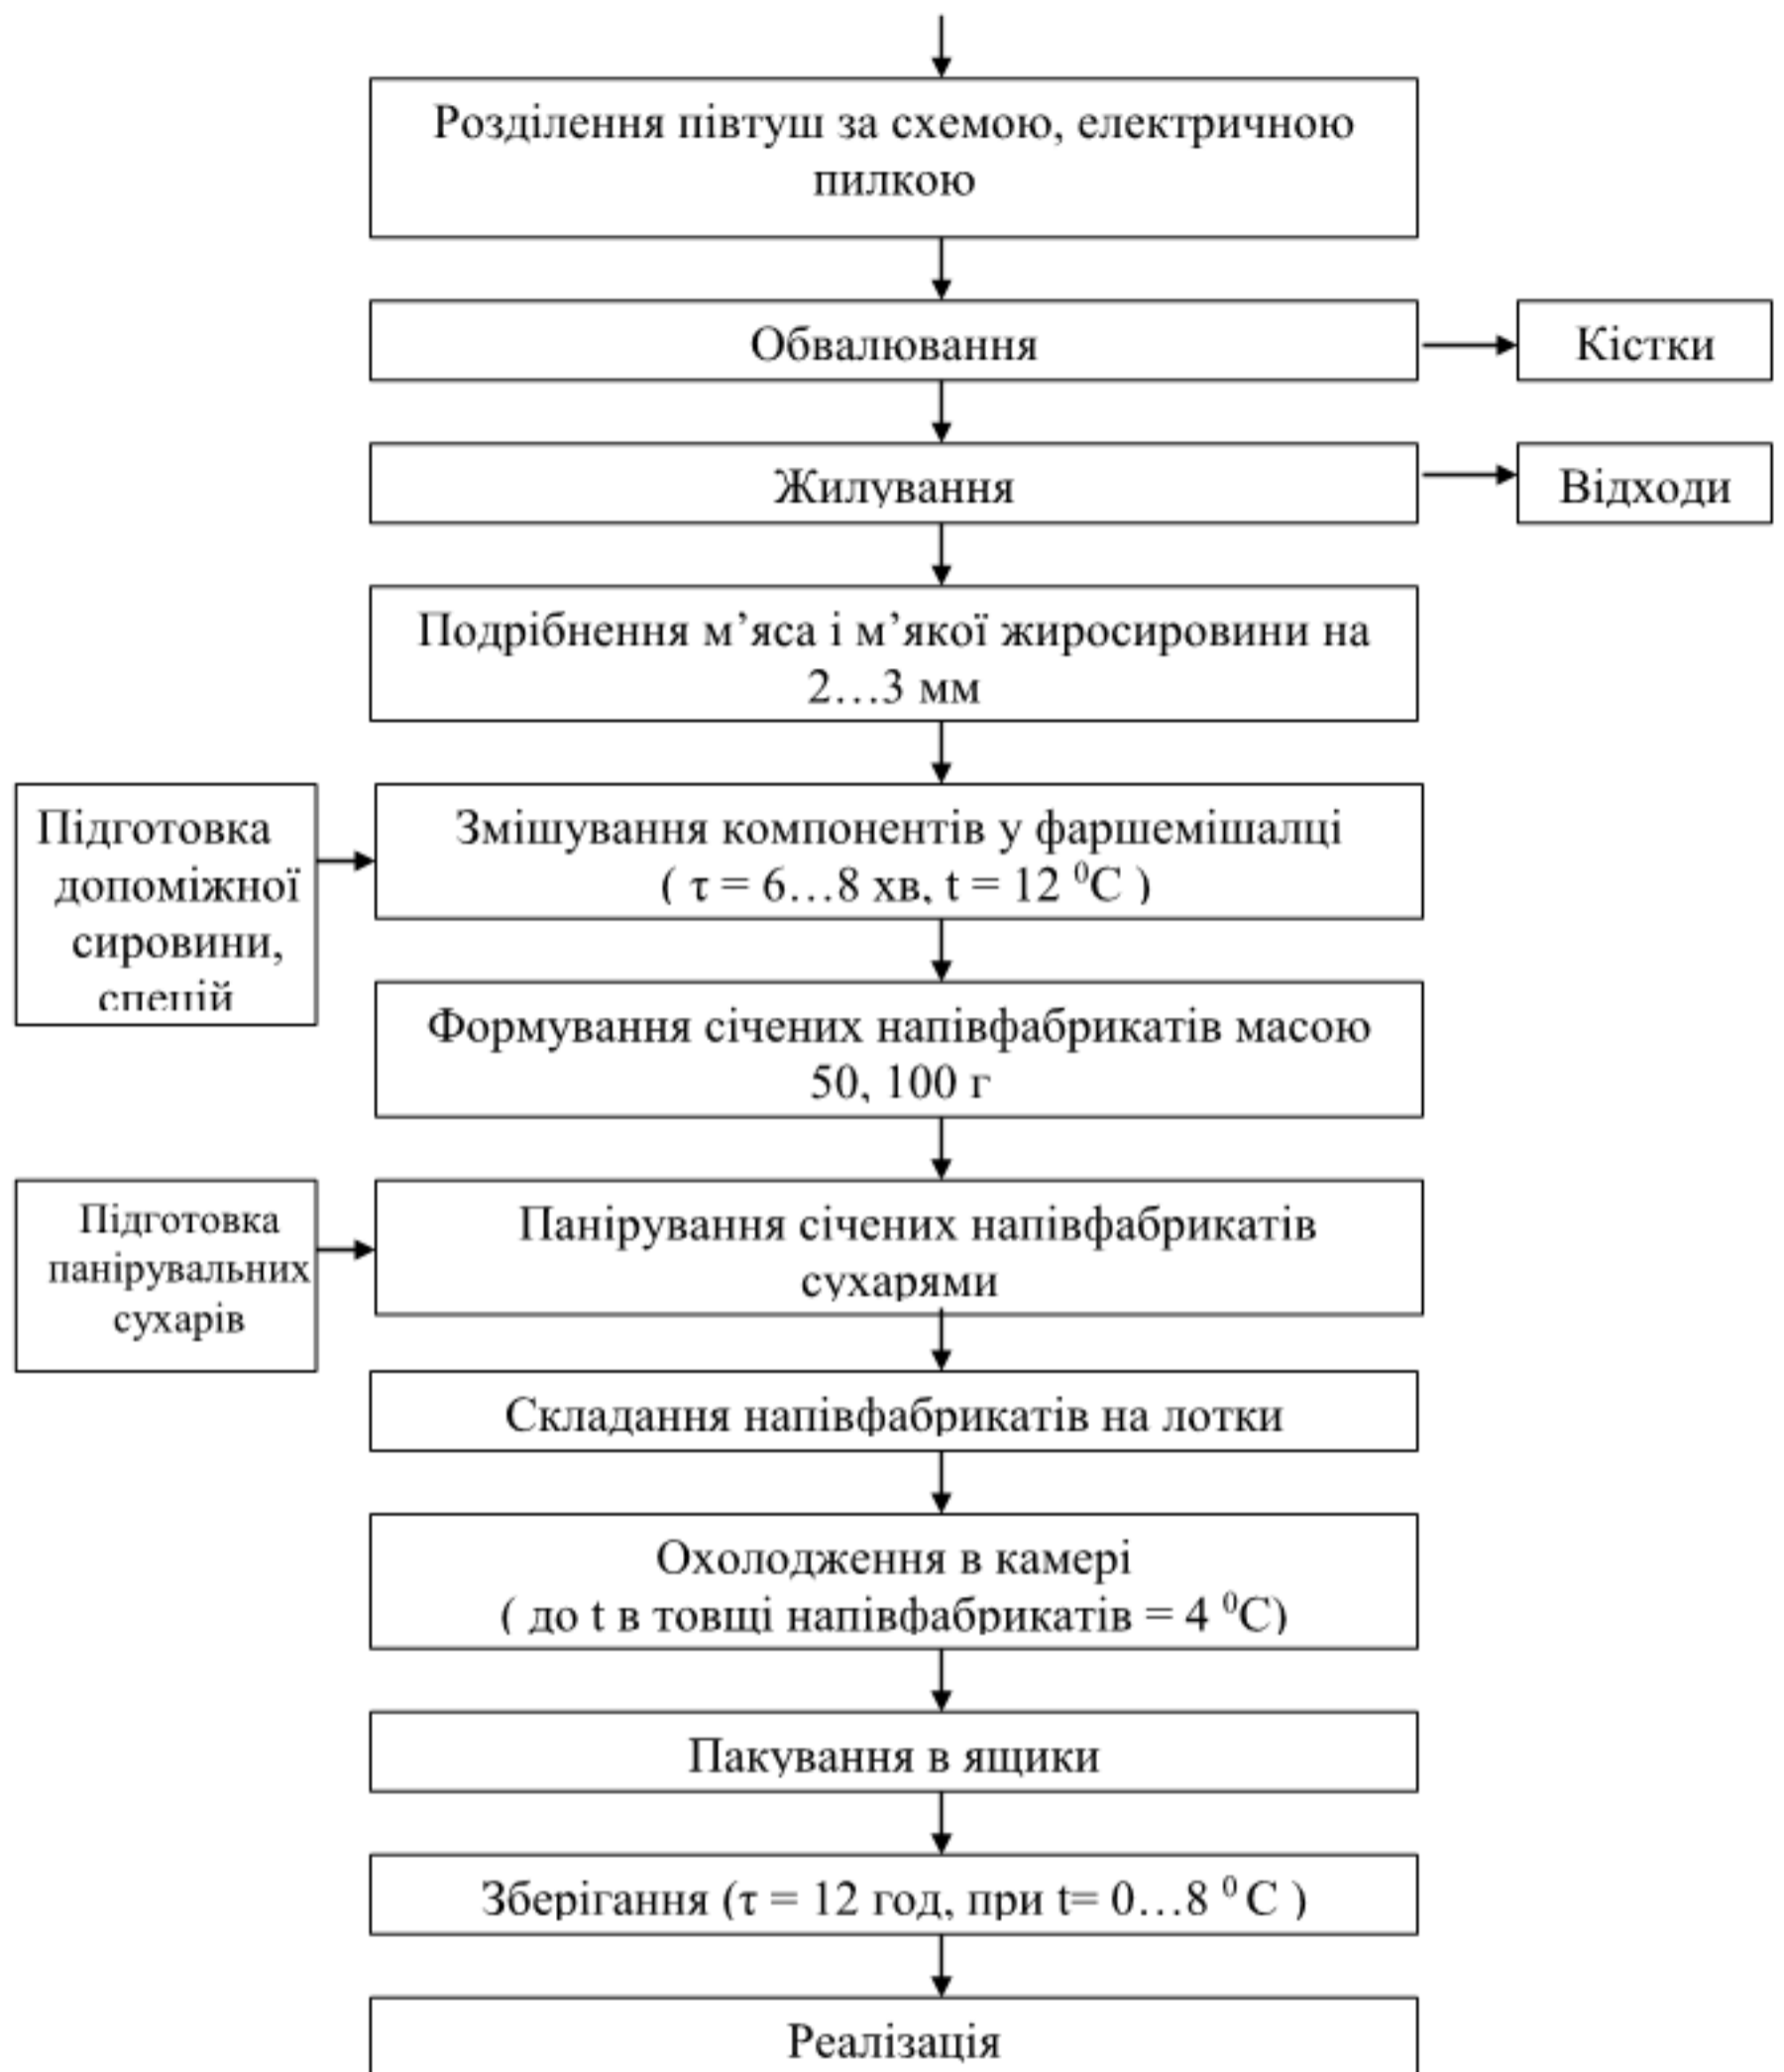 Розділення півтуш за схемою, електричною
пилкою
Обвалювання
Кістки
Жилування
Відходи
Подрібнення м’яса і м’якої жиросировини на
2…3 мм
Підготовка
допоміжної
сировини,
спецій
Змішування компонентів у фаршемішалці
( τ = 6…8 хв, t = 12 ⁰С )
Формування січених напівфабрикатів масою
50, 100 г
Підготовка
панірувальних
сухарів
Панірування січених напівфабрикатів
сухарями
Складання напівфабрикатів на лотки
Охолодження в камері
( до t в товщі напівфабрикатів = 4 ⁰С)
Пакування в ящики
Зберігання (τ = 12 год, при t= 0…8 ⁰ С )
Реалізація